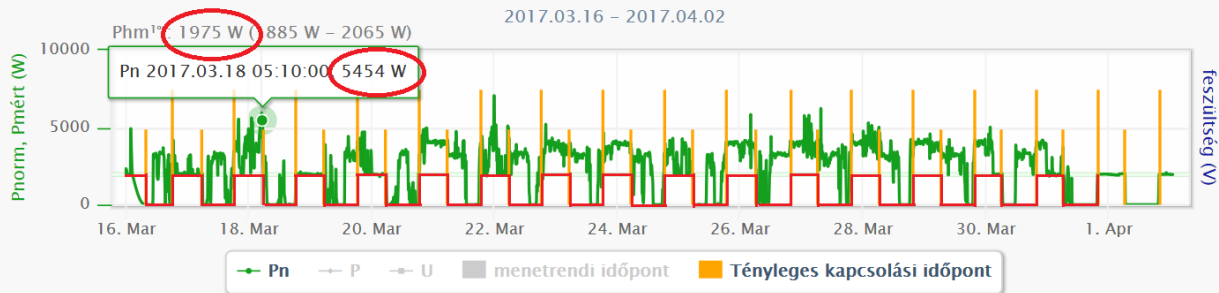 2017.03.16 - 2017.04.02
Phm¹°: 1975 W (1885 W - 2065 W)
Pn 2017.03.18 05:10:00 5454 W
Pnorm, Pmért (W)
10000
5000
0
feszültség (V)
16. Mar 18. Mar 20. Mar 22. Mar 24. Mar 26. Mar 28. Mar 30. Mar 1. Apr
Pn P U menetrendi időpont Tényleges kapcsolási időpont